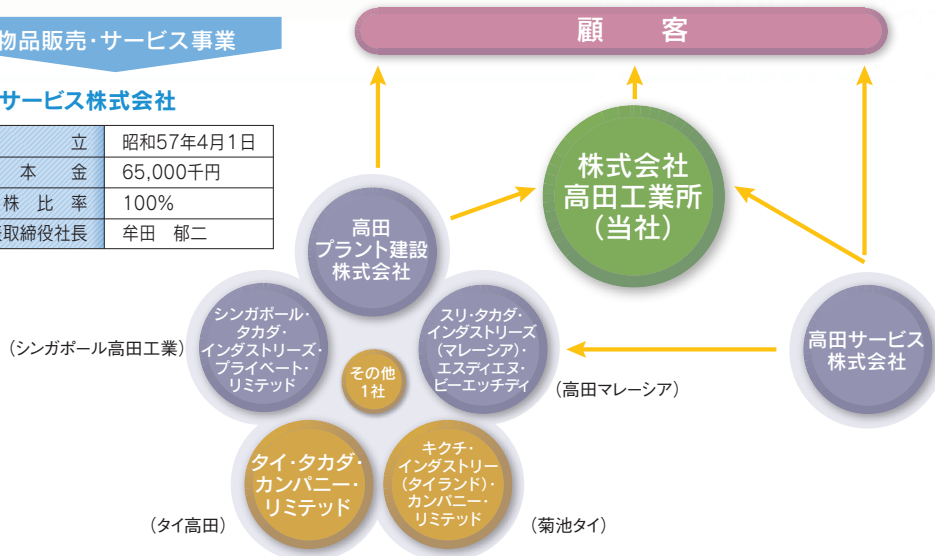 物品販売･サービス事業
サービス株式会社
立 昭和57年4月1日
本 金 65,000千円
株 比 率 100%
取締役社長 牟田 郁二
顧 客
株式会社
高田工業所
(当社)
高田
プラント建設
株式会社
シンガポール･
タカダ･
インダストリーズ･
プライベート･
リミテッド
(シンガポール高田工業)
スリ･タカダ･
インダストリーズ
(マレーシア)･
エスディエヌ･
ビーエッチディ
(高田マレーシア)
その他
1社
高田サービス
株式会社
タイ･タカダ･
カンパニー･
リミテッド
(タイ高田)
キクチ･
インダストリー
(タイランド)･
カンパニー･
リミテッド
(菊池タイ)